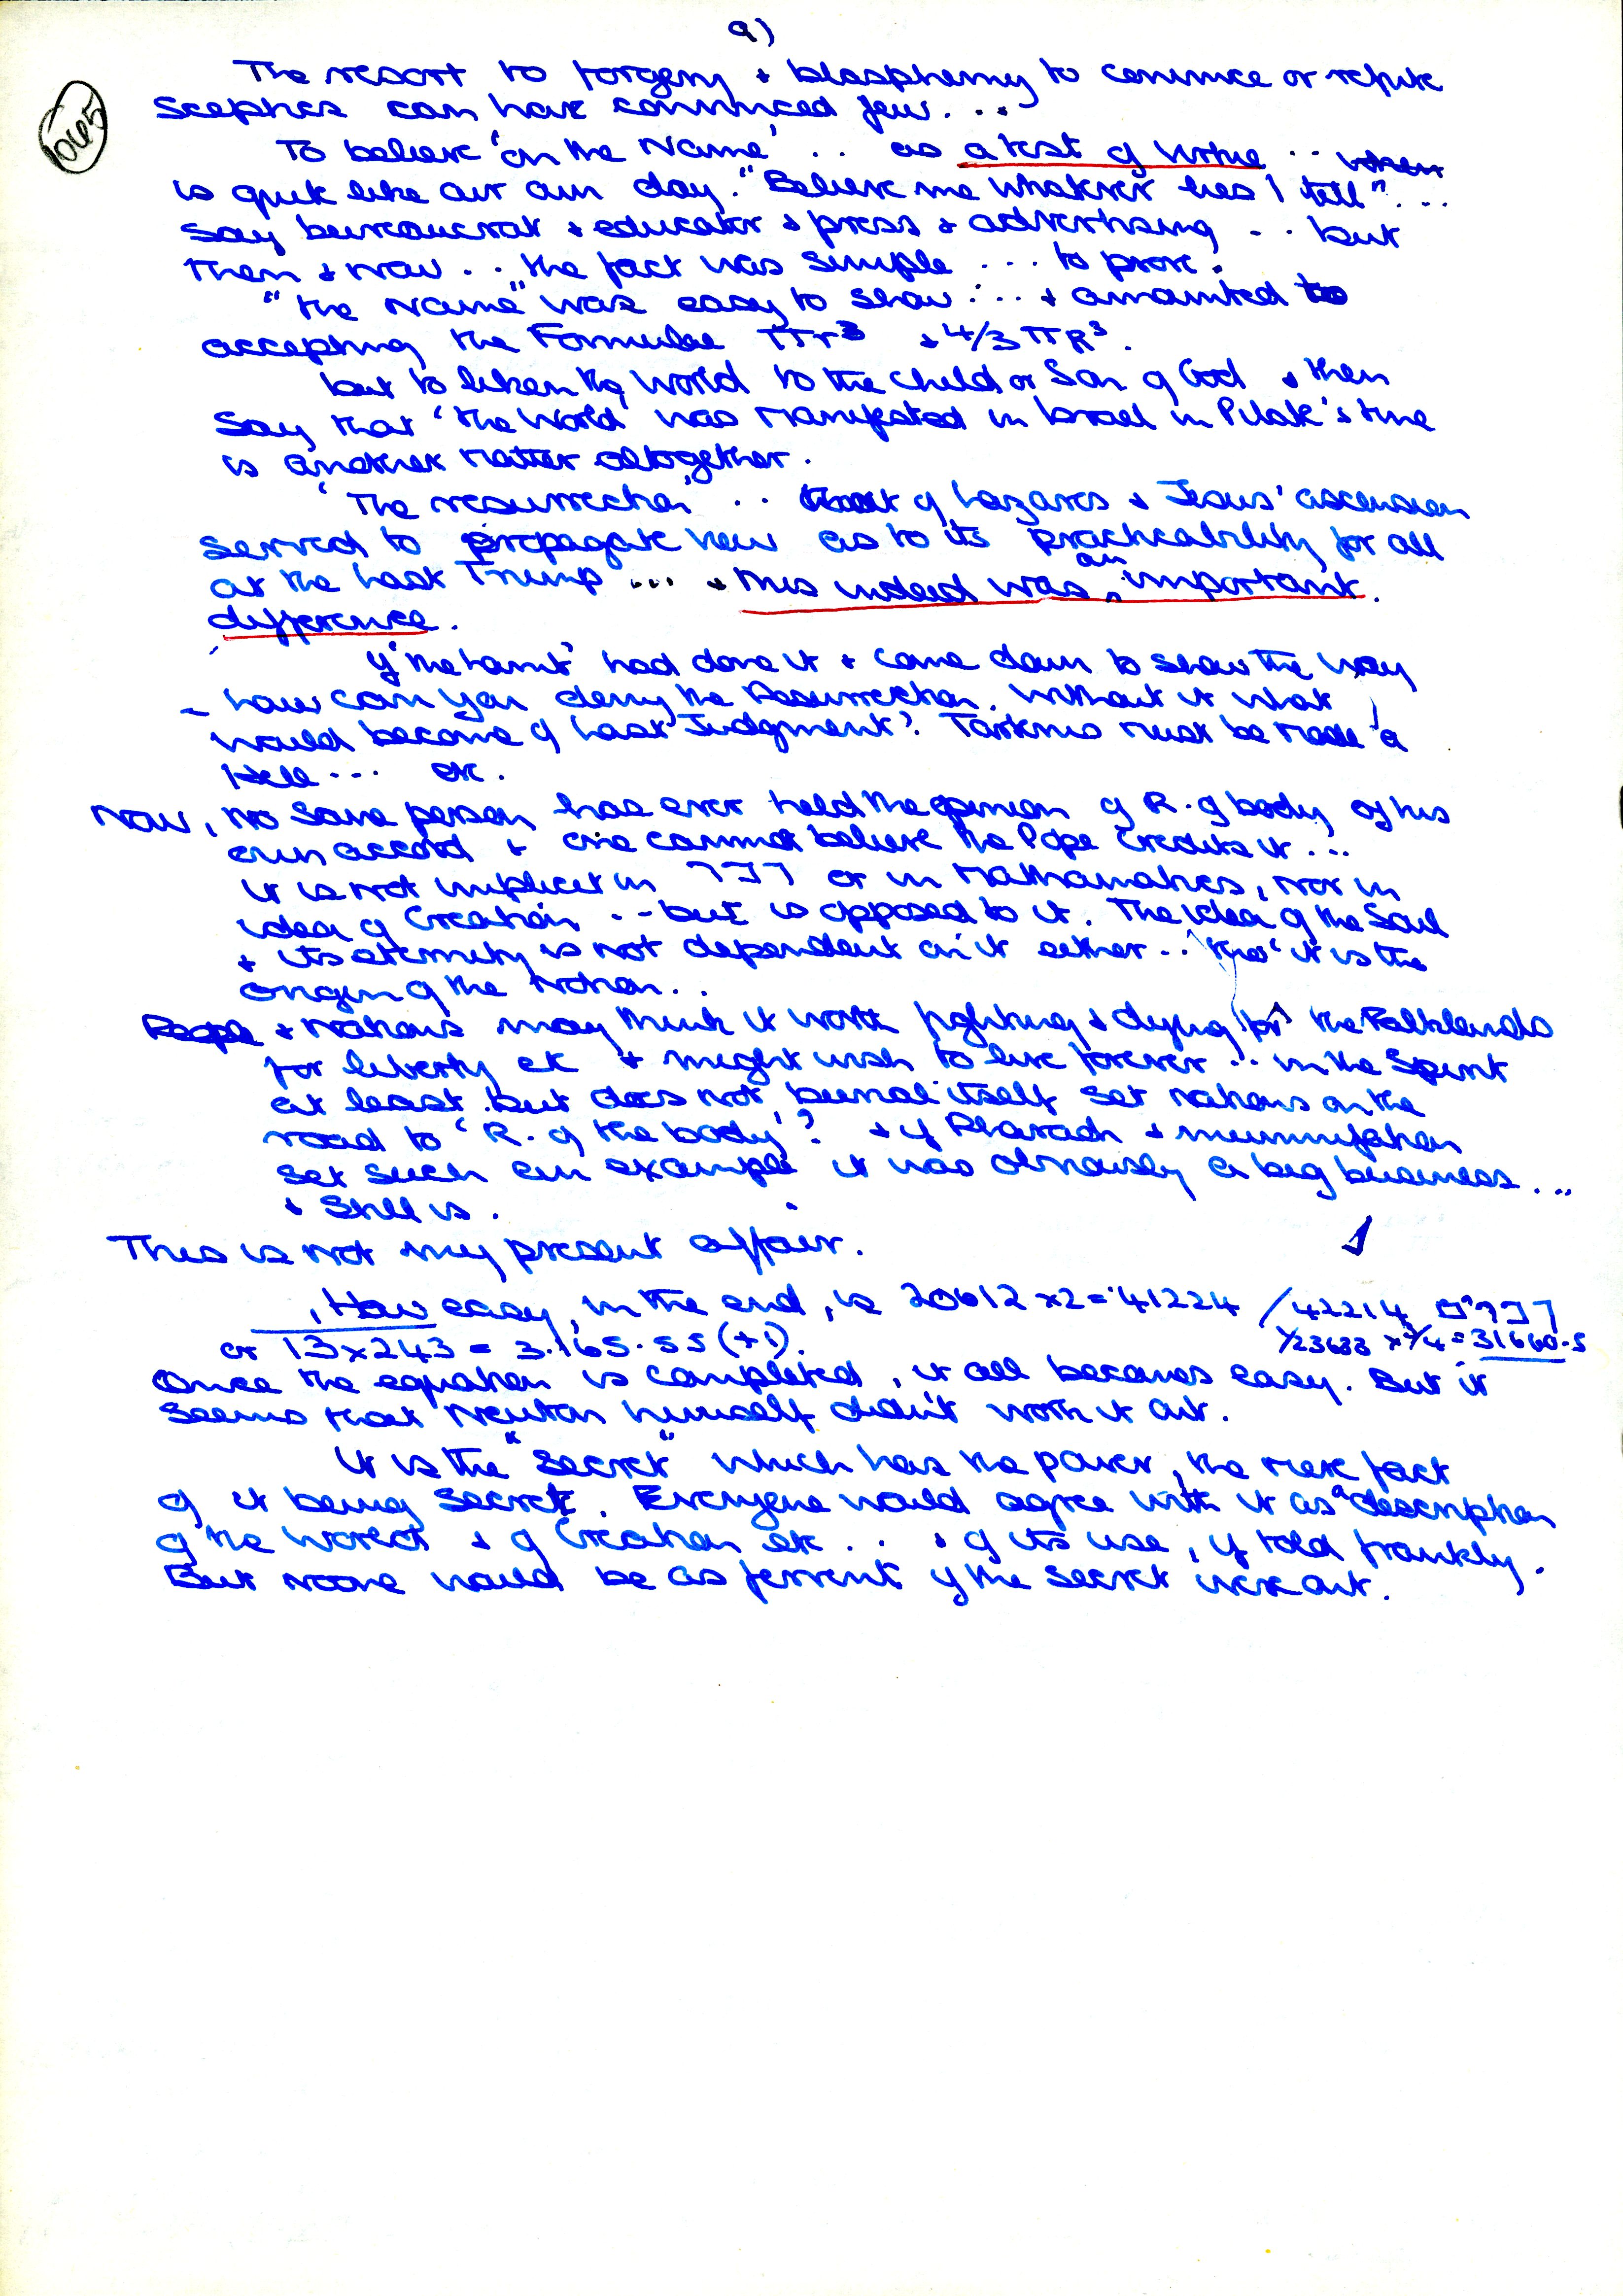 9)
065
The resort to forgery + blasphemy to convince or refute
Sceptics can have convinced few . . .
To believe 'on the Name' . . as a test of virtue . .
is quite like our own day. "Believe me whatever lies I tell" . . .
say bureaucrat + educator + press + advertising . . but
then + now . . the fact was simple . . . to prove.
"the Name" was easy to show . . . + amounted to
accepting the Formulae πr³ + 4/3 πR³.
but to liken the World to the Child or Son of God + then
Say that 'the World' was manifested in Israel in Pilate's time
is another matter altogether.
'The resurrection' . . that of Lazarus + Jesus' ascension
served to propagate view as to its practicability for all
at the Last Trump . . . + this indeed was an important
difference.
if 'the Lamb' had done it + came down to show the way
- how can you deny the Resurrection. Without it what
would become of Last Judgment? Tartarus must be made a
Hell . . . etc.
Now, no sane person has ever held the opinion of R. of body of his
own accord + one cannot believe the Pope credits it . . .
it is not implicit in or in Mathematics, nor in
idea of Creation . . - but is opposed to it. The idea of the Soul
+ its eternity is not dependent on it either . . tho' it is the
origin of the notion . .
People + Nations may think it worth fighting + dying for the Falklands
for liberty etc + might wish to live forever . . in the Spirit
at least. but does not burial itself set nations on the
road to 'R. of the body'? + if Pharaoh + mummification
set such an example it was obviously a big business . . .
+ Still is.
This is not my present affair.
How easy, in the end, is 20612 x2 = 41224 / 42214
or 13 x 243 = 3.165.55 (+1). 1/23633 x 3/4 = 31660.5
Once the equation is completed, it all becomes easy. But it
seems that Newton himself didn't work it out.
It is the "secret" which has the power, the mere fact
of it being secret. Everyone would agree with it as a description
of the World + of Creation etc . . + of its use, if told frankly.
But noone would be as fervent if the secret were out.